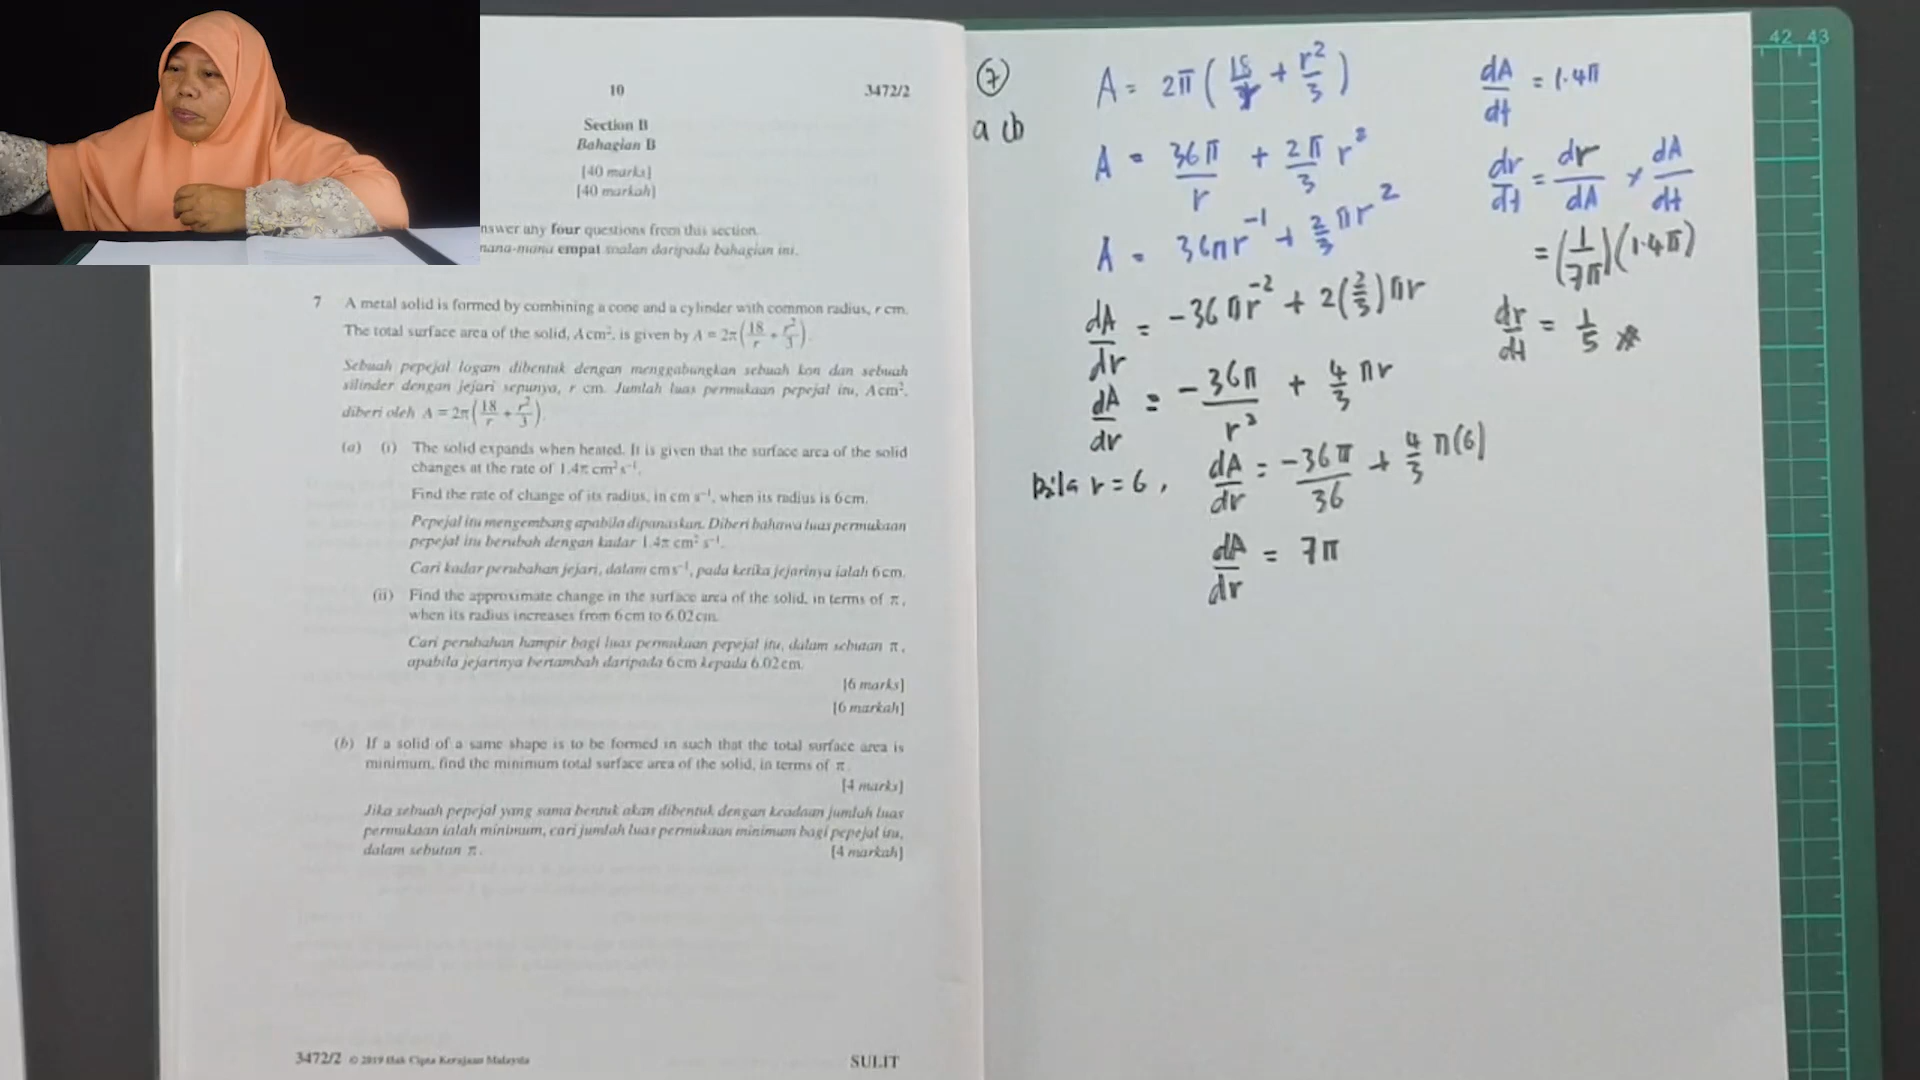 10
3472/2
Section B
Bahagian B
[40 marks]
[40 markah]
nswer any four questions from this section.
nana-mana empat soalan daripada bahagian ini.
7 A metal solid is formed by combining a cone and a cylinder with common radius, r cm.
The total surface area of the solid, A cm², is given by A = 2π(18/r + r²/3).
Sebuah pepejal logam dibentuk dengan menggabungkan sebuah kon dan sebuah
silinder dengan jejari sepunya, r cm. Jumlah luas permukaan pepejal itu, A cm²,
diberi oleh A = 2π(18/r + r²/3).
(a) (i) The solid expands when heated. It is given that the surface area of the solid
changes at the rate of 1.4π cm² s⁻¹.
Find the rate of change of its radius, in cm s⁻¹, when its radius is 6 cm.
Pepejal itu mengembang apabila dipanaskan. Diberi bahawa luas permukaan
pepejal itu berubah dengan kadar 1.4π cm² s⁻¹.
Cari kadar perubahan jejari, dalam cm s⁻¹, pada ketika jejarinya ialah 6 cm.
(ii) Find the approximate change in the surface area of the solid, in terms of π,
when its radius increases from 6 cm to 6.02 cm.
Cari perubahan hampir bagi luas permukaan pepejal itu, dalam sebutan π,
apabila jejarinya bertambah daripada 6 cm kepada 6.02 cm.
[6 marks]
[6 markah]
(b) If a solid of a same shape is to be formed in such that the total surface area is
minimum, find the minimum total surface area of the solid, in terms of π.
[4 marks]
Jika sebuah pepejal yang sama bentuk akan dibentuk dengan keadaan jumlah luas
permukaan ialah minimum, cari jumlah luas permukaan minimum bagi pepejal itu,
dalam sebutan π. [4 markah]
3472/2 © 2019 Hak Cipta Kerajaan Malaysia
SULIT
7
a (i)
A = 2π(18/r + r²/3)
A = 36π/r + 2π/3 r²
A = 36πr⁻¹ + 2/3 πr²
dA/dr = -36πr⁻² + 2(2/3)πr
dA/dr = -36π/r² + 4/3 πr
Bila r = 6, dA/dr = -36π/36 + 4/3 π(6)
dA/dr = 7π
dA/dt = 1.4π
dr/dt = dr/dA × dA/dt
= (1/7π)(1.4π)
dr/dt = 1/5 *
42 43